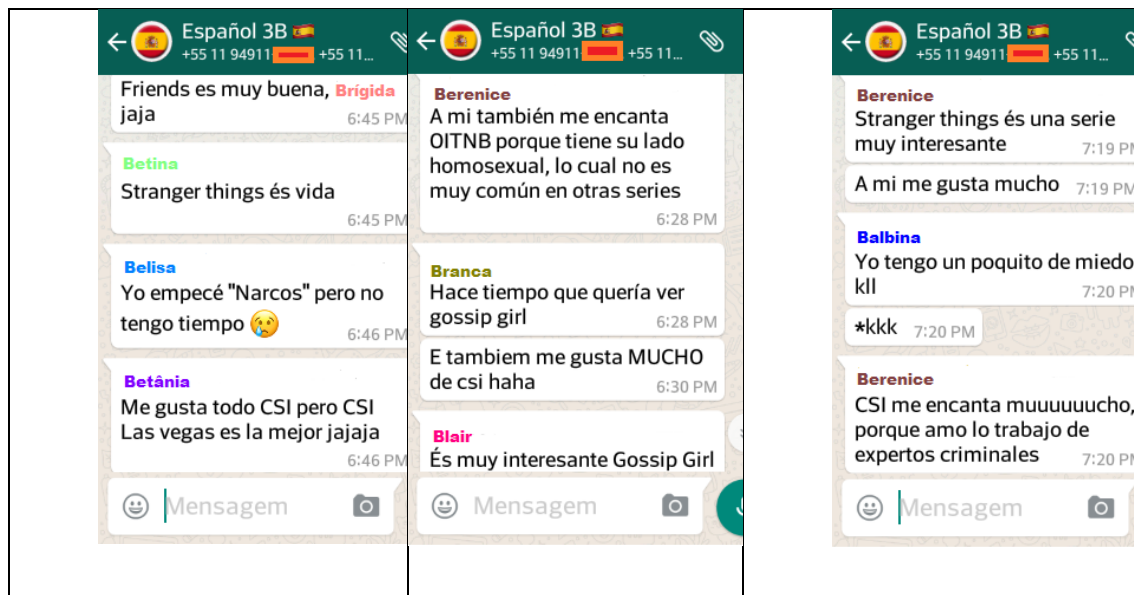 Español 3B 🇪🇸
+55 11 94911 +55 11...
Friends es muy buena, Brígida
jaja
6:45 PM
Betina
Stranger things és vida
6:45 PM
Belisa
Yo empecé "Narcos" pero no
tengo tiempo 😢
6:46 PM
Betânia
Me gusta todo CSI pero CSI
Las vegas es la mejor jajaja
6:46 PM
Mensagem
Español 3B 🇪🇸
+55 11 94911 +55 11...
Berenice
A mi también me encanta
OITNB porque tiene su lado
homosexual, lo cual no es
muy común en otras series
6:28 PM
Branca
Hace tiempo que quería ver
gossip girl
6:28 PM
E tambiem me gusta MUCHO
de csi haha
6:30 PM
Blair
És muy interesante Gossip Girl
Mensagem
Español 3B 🇪🇸
+55 11 94911 +55 11...
Berenice
Stranger things és una serie
muy interesante
7:19 PM
A mi me gusta mucho 7:19 PM
Balbina
Yo tengo un poquito de miedo
kll
7:20 PM
*kkk 7:20 PM
Berenice
CSI me encanta muuuuuucho,
porque amo lo trabajo de
expertos criminales
7:20 PM
Mensagem